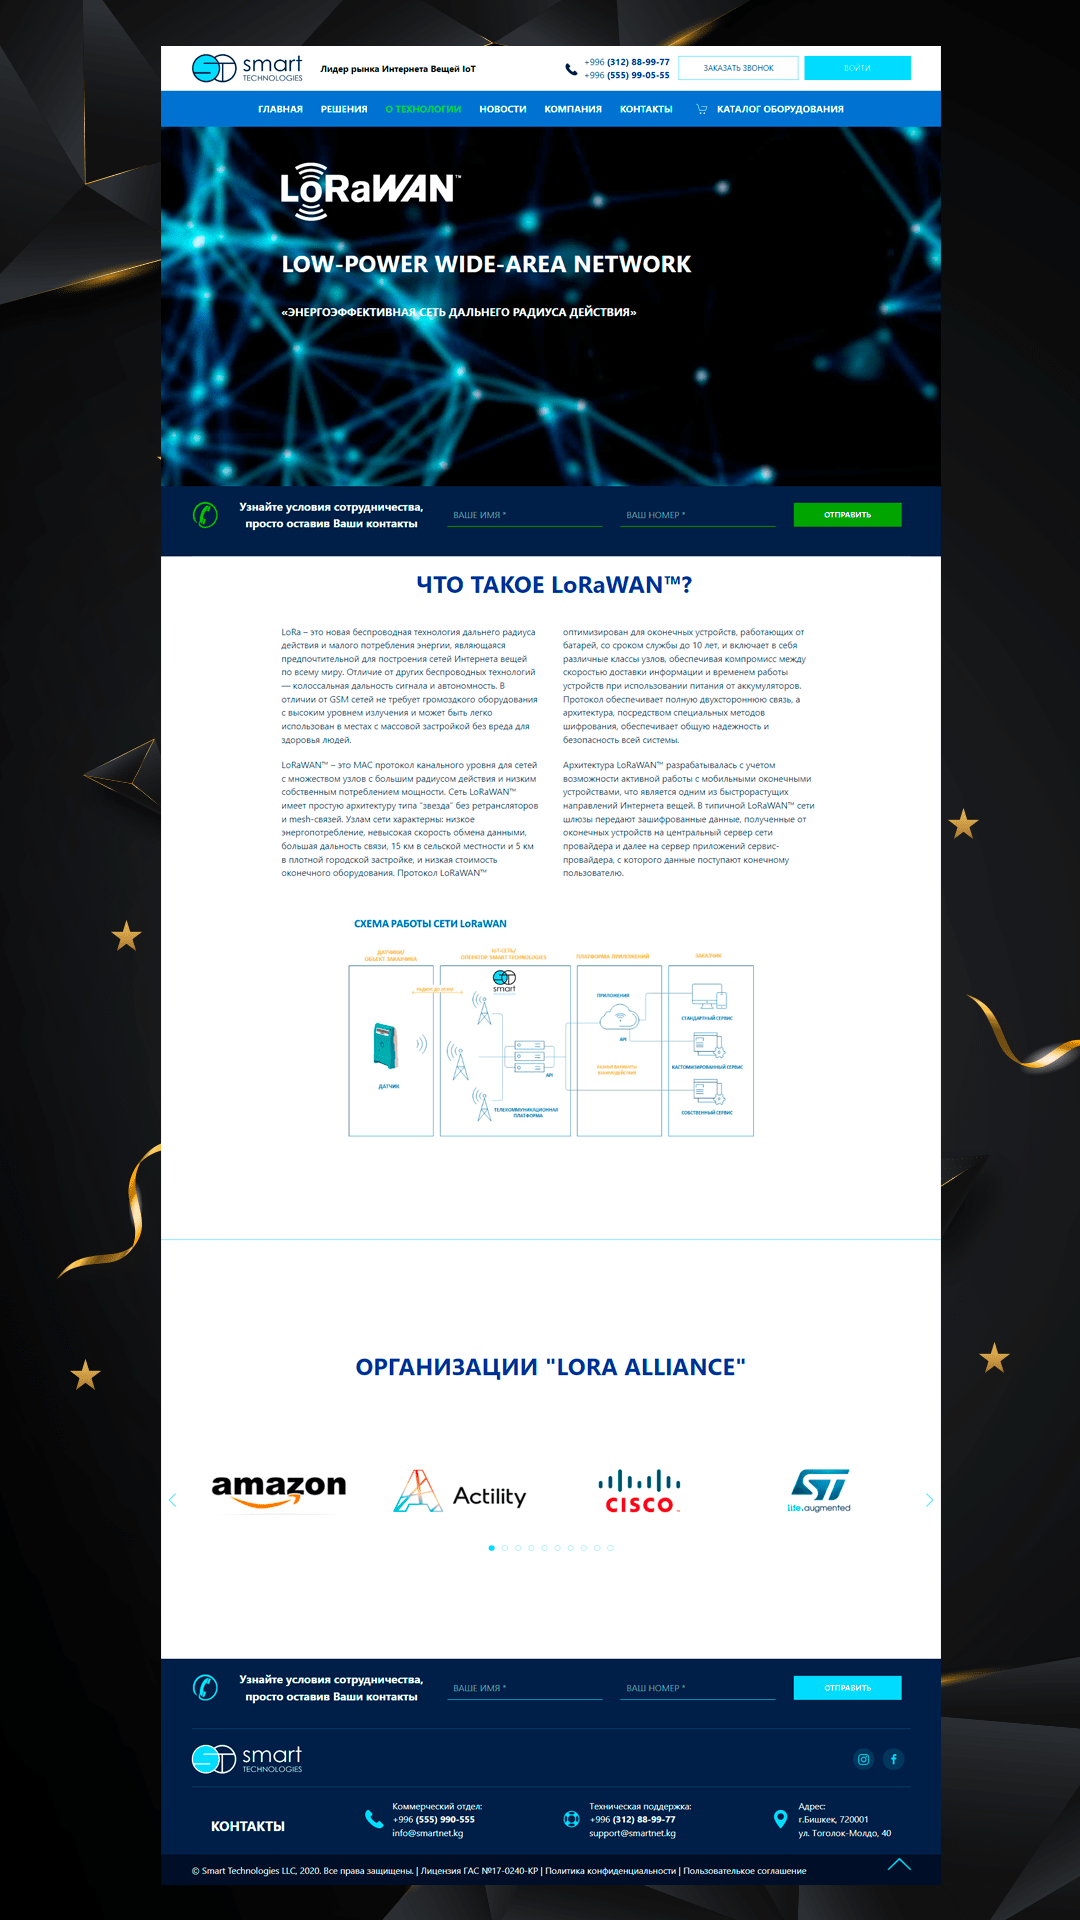 smart
TECHNOLOGIES
Лидер рынка Интернета Вещей IoT
+996 (312) 88-99-77
+996 (555) 99-05-55
ЗАКАЗАТЬ ЗВОНОК
ВОЙТИ
ГЛАВНАЯ РЕШЕНИЯ О ТЕХНОЛОГИИ НОВОСТИ КОМПАНИЯ КОНТАКТЫ КАТАЛОГ ОБОРУДОВАНИЯ
LoRaWAN™
LOW-POWER WIDE-AREA NETWORK
«ЭНЕРГОЭФФЕКТИВНАЯ СЕТЬ ДАЛЬНЕГО РАДИУСА ДЕЙСТВИЯ»
Узнайте условия сотрудничества,
просто оставив Ваши контакты
ВАШЕ ИМЯ *
ВАШ НОМЕР *
ОТПРАВИТЬ
ЧТО ТАКОЕ LoRaWAN™?
LoRa – это новая беспроводная технология дальнего радиуса
действия и малого потребления энергии, являющаяся
предпочтительной для построения сетей Интернета вещей
по всему миру. Отличие от других беспроводных технологий
— колоссальная дальность сигнала и автономность. В
отличии от GSM сетей не требует громоздкого оборудования
с высоким уровнем излучения и может быть легко
использован в местах с массовой застройкой без вреда для
здоровья людей.
LoRaWAN™ – это MAC протокол канального уровня для сетей
с множеством узлов с большим радиусом действия и низким
собственным потреблением мощности. Сеть LoRaWAN™
имеет простую архитектуру типа "звезда" без ретрансляторов
и mesh-связей. Узлам сети характерны: низкое
энергопотребление, невысокая скорость обмена данными,
большая дальность связи, 15 км в сельской местности и 5 км
в плотной городской застройке, и низкая стоимость
оконечного оборудования. Протокол LoRaWAN™
оптимизирован для оконечных устройств, работающих от
батарей, со сроком службы до 10 лет, и включает в себя
различные классы узлов, обеспечивая компромисс между
скоростью доставки информации и временем работы
устройств при использовании питания от аккумуляторов.
Протокол обеспечивает полную двухстороннюю связь, а
архитектура, посредством специальных методов
шифрования, обеспечивает общую надежность и
безопасность всей системы.
Архитектура LoRaWAN™ разрабатывалась с учетом
возможности активной работы с мобильными оконечными
устройствами, что является одним из быстрорастущих
направлений Интернета вещей. В типичной LoRaWAN™ сети
шлюзы передают зашифрованные данные, полученные от
оконечных устройств на центральный сервер сети
провайдера и далее на сервер приложений сервис-
провайдера, с которого данные поступают конечному
пользователю.
СХЕМА РАБОТЫ СЕТИ LoRaWAN
ДАТЧИКИ/
ОБЪЕКТ ЗАКАЗЧИКА
IoT-СЕТЬ/
ОПЕРАТОР SMART TECHNOLOGIES
ПЛАТФОРМА ПРИЛОЖЕНИЙ
ЗАКАЗЧИК
smart
ПРИЛОЖЕНИЯ
API
СТАНДАРТНЫЙ СЕРВИС
КАСТОМИЗИРОВАННЫЙ СЕРВИС
СОБСТВЕННЫЙ СЕРВИС
ДАТЧИК
API
ТЕЛЕКОММУНИКАЦИОННАЯ
ПЛАТФОРМА
РАЗНЫЕ ВАРИАНТЫ
ВЗАИМОДЕЙСТВИЯ
ОРГАНИЗАЦИИ "LORA ALLIANCE"
amazon
Actility
CISCO
ST
life.augmented
Узнайте условия сотрудничества,
просто оставив Ваши контакты
ВАШЕ ИМЯ *
ВАШ НОМЕР *
ОТПРАВИТЬ
smart
TECHNOLOGIES
КОНТАКТЫ
Коммерческий отдел:
+996 (555) 990-555
info@smartnet.kg
Техническая поддержка:
+996 (312) 88-99-77
support@smartnet.kg
Адрес:
г.Бишкек, 720001
ул. Тоголок-Молдо, 40
© Smart Technologies LLC, 2020. Все права защищены. | Лицензия ГАС №17-0240-КР | Политика конфиденциальности | Пользователькое соглашение